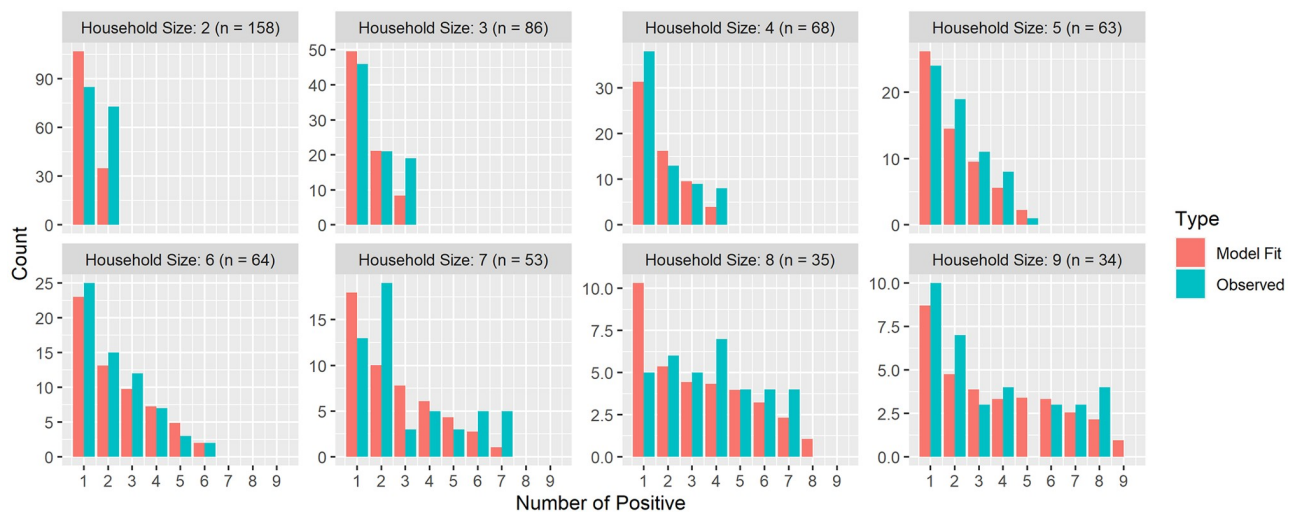 Household Size: 2 (n = 158)
Household Size: 3 (n = 86)
Household Size: 4 (n = 68)
Household Size: 5 (n = 63)
90
60
30
0
50
40
30
20
10
0
30
20
10
0
20
10
0
Count
Household Size: 6 (n = 64)
Household Size: 7 (n = 53)
Household Size: 8 (n = 35)
Household Size: 9 (n = 34)
25
20
15
10
5
0
15
10
5
0
10.0
7.5
5.0
2.5
0.0
10.0
7.5
5.0
2.5
0.0
1 2 3 4 5 6 7 8 9
1 2 3 4 5 6 7 8 9
1 2 3 4 5 6 7 8 9
1 2 3 4 5 6 7 8 9
Number of Positive
Type
Model Fit
Observed